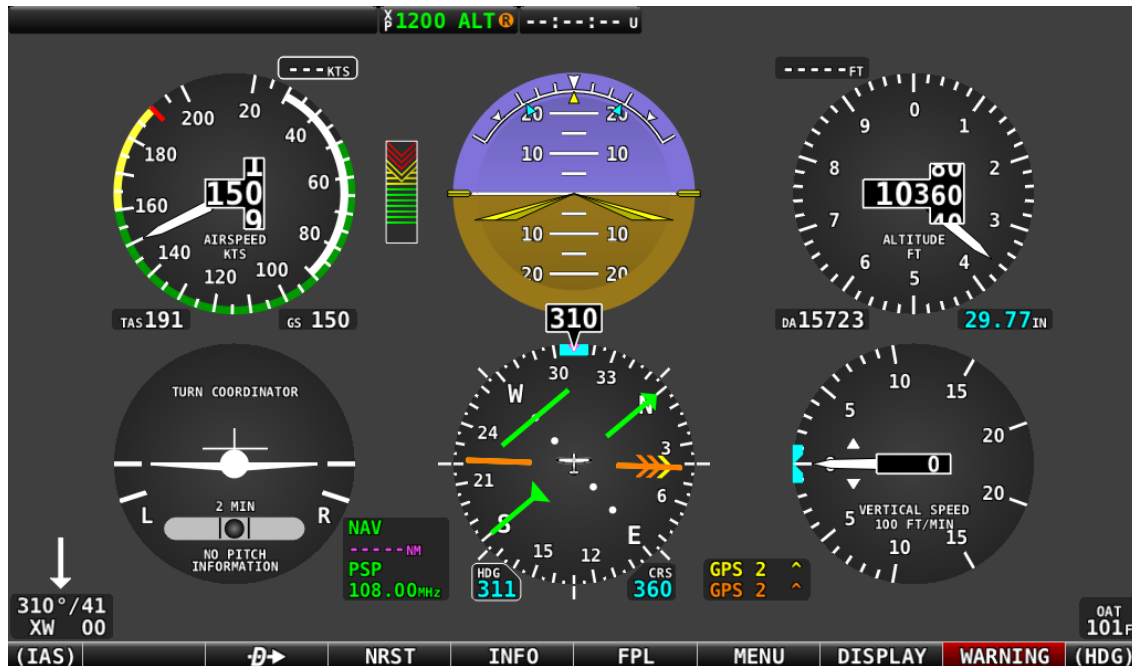 XP 1200 ALT R --:--:-- U
---KTS
-----FT
20 40 60 80 100 120 140 160 180 200
150
1
9
AIRSPEED
KTS
TAS191
GS 150
20 20
10 10
10 10
20 20
0 1 2 3 4 5 6 7 8 9
10360
80
40
ALTITUDE
FT
DA15723
29.77IN
TURN COORDINATOR
L R
2 MIN
NO PITCH
INFORMATION
310
30 33 N 3 6 E 12 15 S 21 24 W
NAV
-----NM
PSP
108.00MHz
HDG
311
CRS
360
GPS 2 ^
GPS 2 ^
5 10 15 20
0
VERTICAL SPEED
100 FT/MIN
5 10 15 20
310°/41
XW 00
OAT
101F
(IAS) D NRST INFO FPL MENU DISPLAY WARNING (HDG)